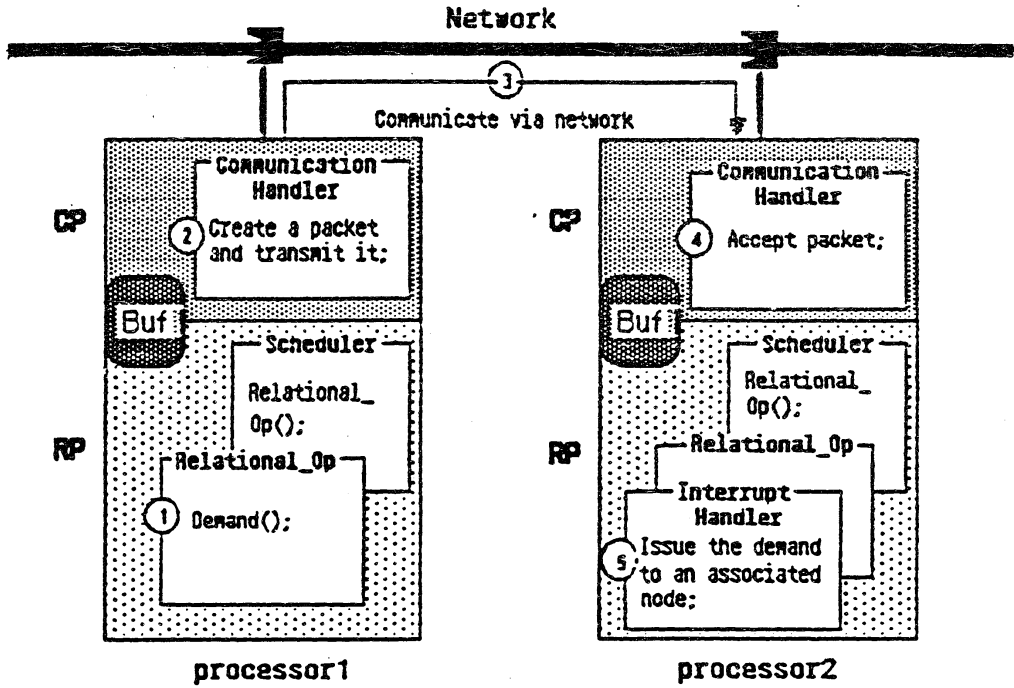 Network
3
Communicate via network
Communication
Handler
CP
2
Create a packet
and transmit it;
Buf
Scheduler
Relational_
Op();
RP
Relational_Op
1
Demand();
processor1
Communication
Handler
CP
4
Accept packet;
Buf
Scheduler
Relational_
Op();
RP
Relational_Op
Interrupt
Handler
5
Issue the demand
to an associated
node;
processor2